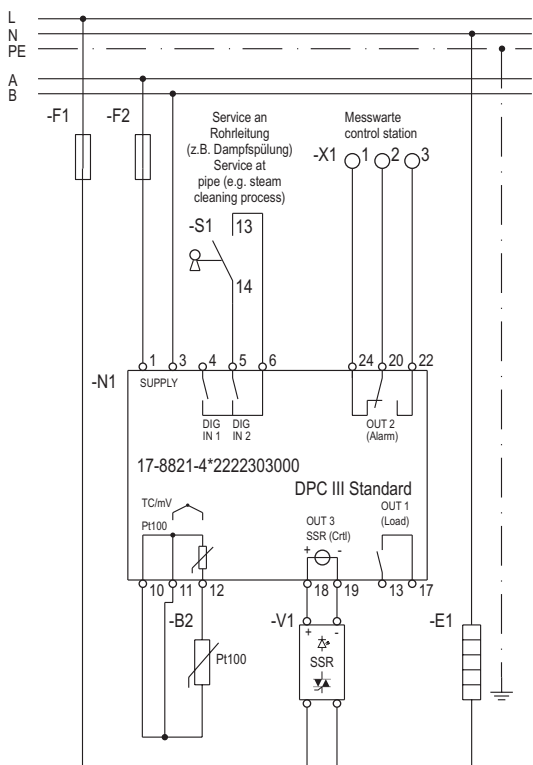 L
N
PE
A
B
-F1
-F2
Service an
Rohrleitung
(z.B. Dampfspülung)
Service at
pipe (e.g. steam
cleaning process)
Messwarte
control station
-X1 1 2 3
-S1 13
14
-N1
1 3 4 5 6 24 20 22
SUPPLY
DIG
IN 1
DIG
IN 2
OUT 2
(Alarm)
17-8821-4*2222303000
DPC III Standard
TC/mV
Pt100
OUT 3
SSR (Crtl)
+ -
OUT 1
(Load)
10 11 12 18 19 13 17
-B2
Pt100
-V1
+ -
SSR
-E1